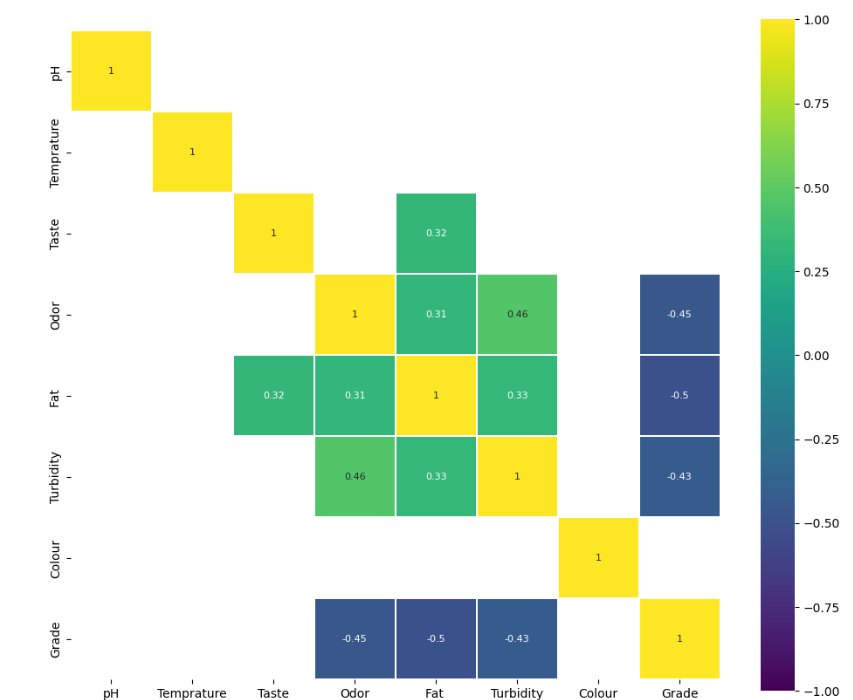 1.00
pH 1
0.75
Temprature 1
0.50
Taste 1 0.32
0.25
Odor 1 0.31 0.46 -0.45
0.00
Fat 0.32 0.31 1 0.33 -0.5
−0.25
Turbidity 0.46 0.33 1 -0.43
−0.50
Colour 1
−0.75
Grade -0.45 -0.5 -0.43 1
−1.00
pH Temprature Taste Odor Fat Turbidity Colour Grade